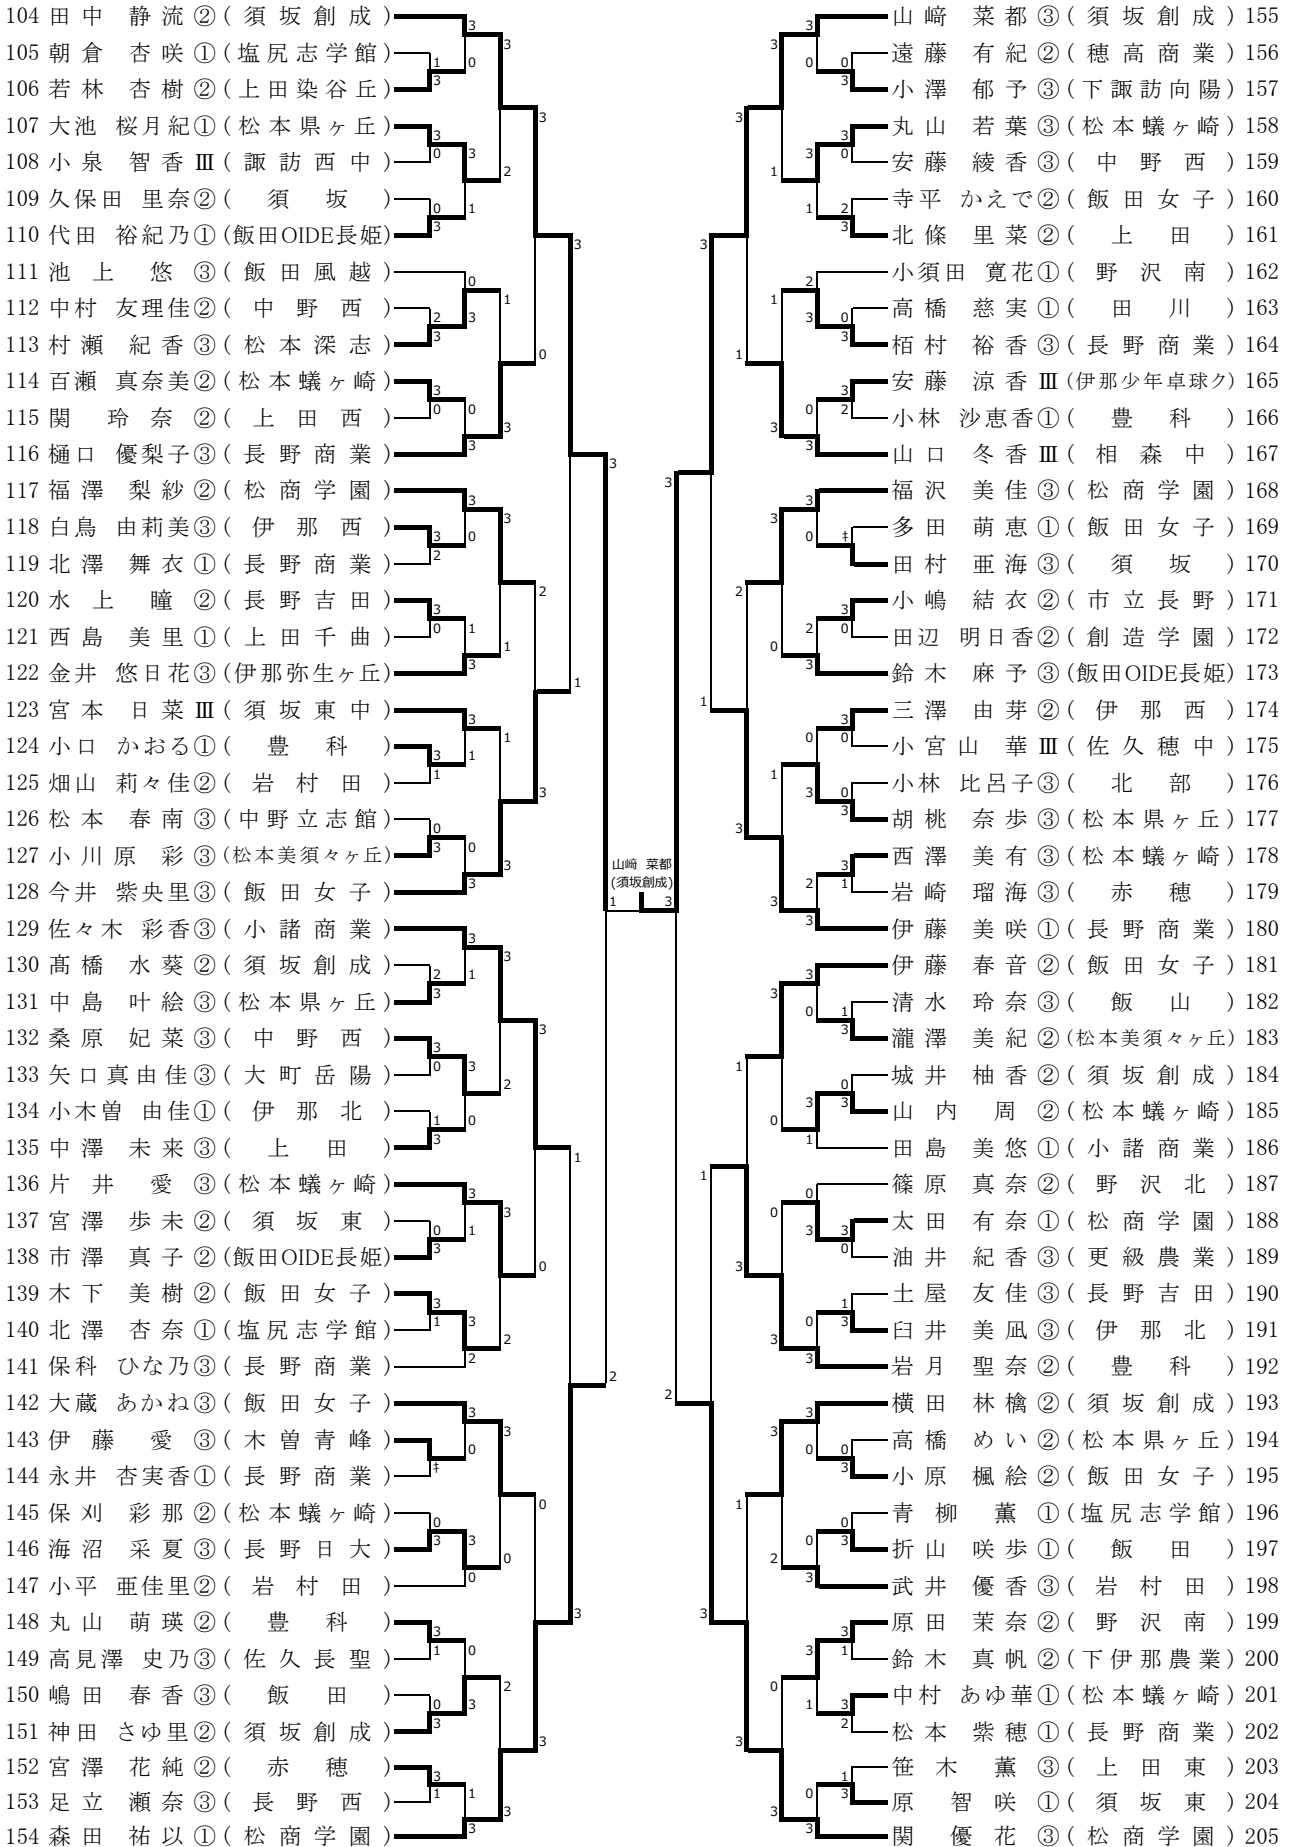 104 田中 静流 ② (須坂創成)
105 朝倉 杏咲 ① (塩尻志学館)
106 若林 杏樹 ② (上田染谷丘)
107 大池 桜月紀 ① (松本県ヶ丘)
108 小泉 智香 Ⅲ (諏訪西中)
109 久保田 里奈 ② (須坂)
110 代田 裕紀乃 ① (飯田OIDE長姫)
111 池上 悠 ③ (飯田風越)
112 中村 友理佳 ② (中野西)
113 村瀬 紀香 ③ (松本深志)
114 百瀬 真奈美 ② (松本蟻ヶ崎)
115 関 玲奈 ② (上田西)
116 樋口 優梨子 ③ (長野商業)
117 福澤 梨紗 ② (松商学園)
118 白鳥 由莉美 ③ (伊那西)
119 北澤 舞衣 ① (長野商業)
120 水上 瞳 ② (長野吉田)
121 西島 美里 ① (上田千曲)
122 金井 悠日花 ③ (伊那弥生ヶ丘)
123 宮本 日菜 Ⅲ (須坂東中)
124 小口 かおる ① (豊科)
125 畑山 莉々佳 ② (岩村田)
126 松本 春南 ③ (中野立志館)
127 小川原 彩 ③ (松本美須々ヶ丘)
128 今井 紫央里 ③ (飯田女子)
129 佐々木 彩香 ③ (小諸商業)
130 髙橋 水葵 ② (須坂創成)
131 中島 叶絵 ③ (松本県ヶ丘)
132 桑原 妃菜 ③ (中野西)
133 矢口真由佳 ③ (大町岳陽)
134 小木曽 由佳 ① (伊那北)
135 中澤 未来 ③ (上田)
136 片井 愛 ③ (松本蟻ヶ崎)
137 宮澤 歩未 ② (須坂東)
138 市澤 真子 ② (飯田OIDE長姫)
139 木下 美樹 ② (飯田女子)
140 北澤 杏奈 ① (塩尻志学館)
141 保科 ひな乃 ③ (長野商業)
142 大蔵 あかね ③ (飯田女子)
143 伊藤 愛 ③ (木曽青峰)
144 永井 杏実香 ① (長野商業)
145 保刈 彩那 ② (松本蟻ヶ崎)
146 海沼 采夏 ③ (長野日大)
147 小平 亜佳里 ② (岩村田)
148 丸山 萌瑛 ② (豊科)
149 高見澤 史乃 ③ (佐久長聖)
150 嶋田 春香 ③ (飯田)
151 神田 さゆ里 ② (須坂創成)
152 宮澤 花純 ② (赤穂)
153 足立 瀬奈 ③ (長野西)
154 森田 祐以 ① (松商学園)
山﨑 菜都
(須坂創成)
1 3
山﨑 菜都 ③ (須坂創成) 155
遠藤 有紀 ② (穂高商業) 156
小澤 郁予 ③ (下諏訪向陽) 157
丸山 若葉 ③ (松本蟻ヶ崎) 158
安藤 綾香 ③ (中野西) 159
寺平 かえで ② (飯田女子) 160
北條 里菜 ② (上田) 161
小須田 寛花 ① (野沢南) 162
高橋 慈実 ① (田川) 163
栢村 裕香 ③ (長野商業) 164
安藤 涼香 Ⅲ (伊那少年卓球ク) 165
小林 沙恵香 ① (豊科) 166
山口 冬香 Ⅲ (相森中) 167
福沢 美佳 ③ (松商学園) 168
多田 萌恵 ① (飯田女子) 169
田村 亜海 ③ (須坂) 170
小嶋 結衣 ② (市立長野) 171
田辺 明日香 ② (創造学園) 172
鈴木 麻予 ③ (飯田OIDE長姫) 173
三澤 由芽 ② (伊那西) 174
小宮山 華 Ⅲ (佐久穂中) 175
小林 比呂子 ③ (北部) 176
胡桃 奈歩 ③ (松本県ヶ丘) 177
西澤 美有 ③ (松本蟻ヶ崎) 178
岩崎 瑠海 ③ (赤穂) 179
伊藤 美咲 ① (長野商業) 180
伊藤 春音 ② (飯田女子) 181
清水 玲奈 ③ (飯山) 182
瀧澤 美紀 ② (松本美須々ヶ丘) 183
城井 柚香 ② (須坂創成) 184
山内 周 ② (松本蟻ヶ崎) 185
田島 美悠 ① (小諸商業) 186
篠原 真奈 ② (野沢北) 187
太田 有奈 ① (松商学園) 188
油井 紀香 ③ (更級農業) 189
土屋 友佳 ③ (長野吉田) 190
臼井 美凪 ③ (伊那北) 191
岩月 聖奈 ② (豊科) 192
横田 林檎 ② (須坂創成) 193
高橋 めい ② (松本県ヶ丘) 194
小原 楓絵 ② (飯田女子) 195
青柳 薫 ① (塩尻志学館) 196
折山 咲歩 ① (飯田) 197
武井 優香 ③ (岩村田) 198
原田 茉奈 ② (野沢南) 199
鈴木 真帆 ② (下伊那農業) 200
中村 あゆ華 ① (松本蟻ヶ崎) 201
松本 紫穂 ① (長野商業) 202
笹木 薫 ③ (上田東) 203
原 智咲 ① (須坂東) 204
関 優花 ③ (松商学園) 205